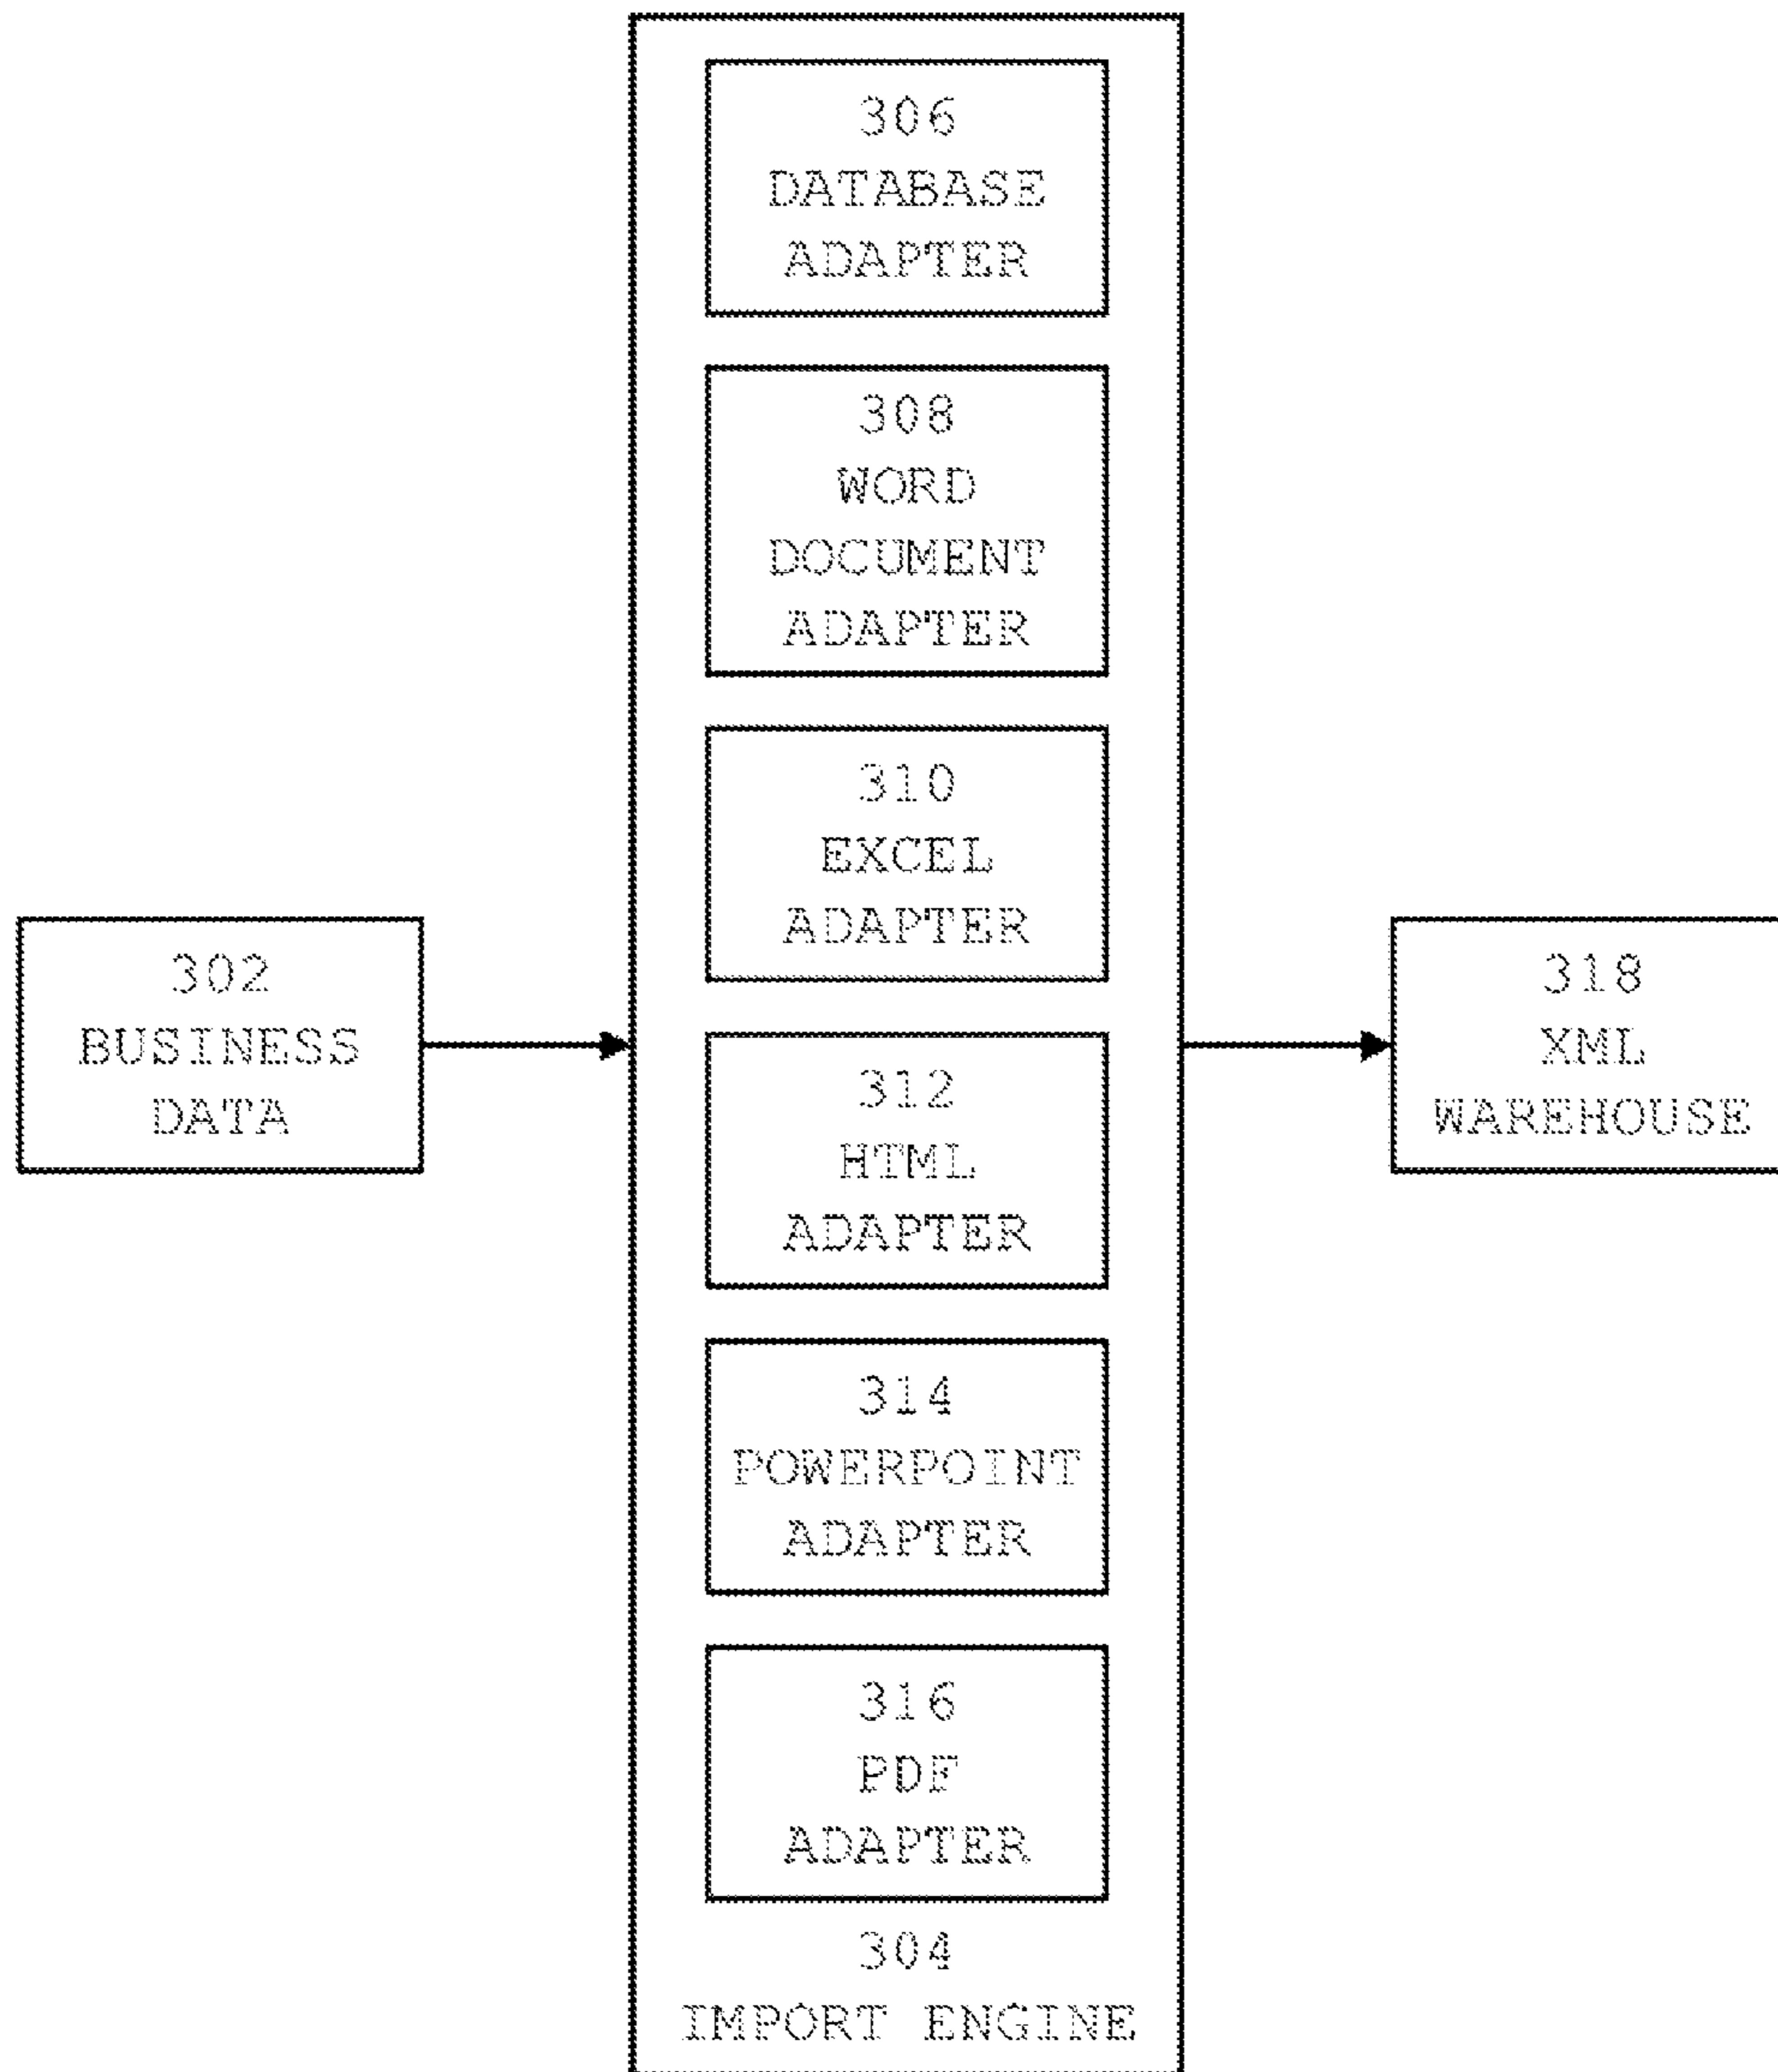 306
DATABASE
ADAPTER
308
WORD
DOCUMENT
ADAPTER
310
EXCEL
ADAPTER
302
BUSINESS
DATA
312
HTML
ADAPTER
318
XML
WAREHOUSE
314
POWERPOINT
ADAPTER
316
PDF
ADAPTER
304
IMPORT ENGINE